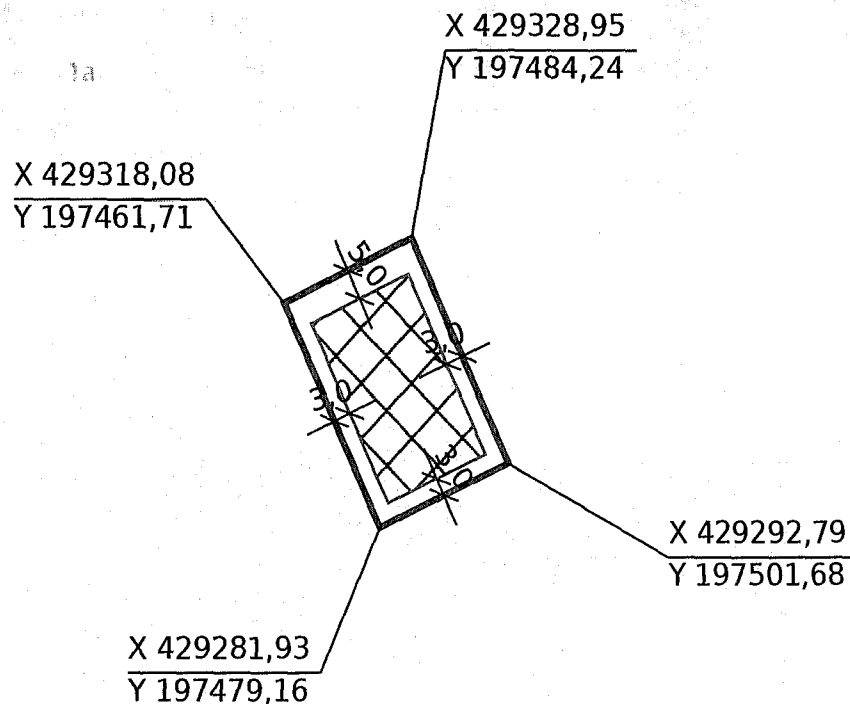 X 429328,95
Y 197484,24
1a
X 429318,08
Y 197461,71
5,0
3,0
3,0
3,0
X 429292,79
Y 197501,68
X 429281,93
Y 197479,16